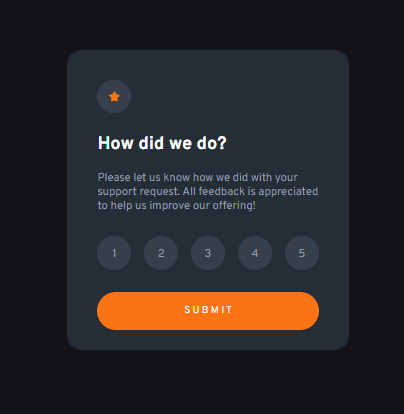 How did we do?
Please let us know how we did with your
support request. All feedback is appreciated
to help us improve our offering!
1 2 3 4 5
SUBMIT